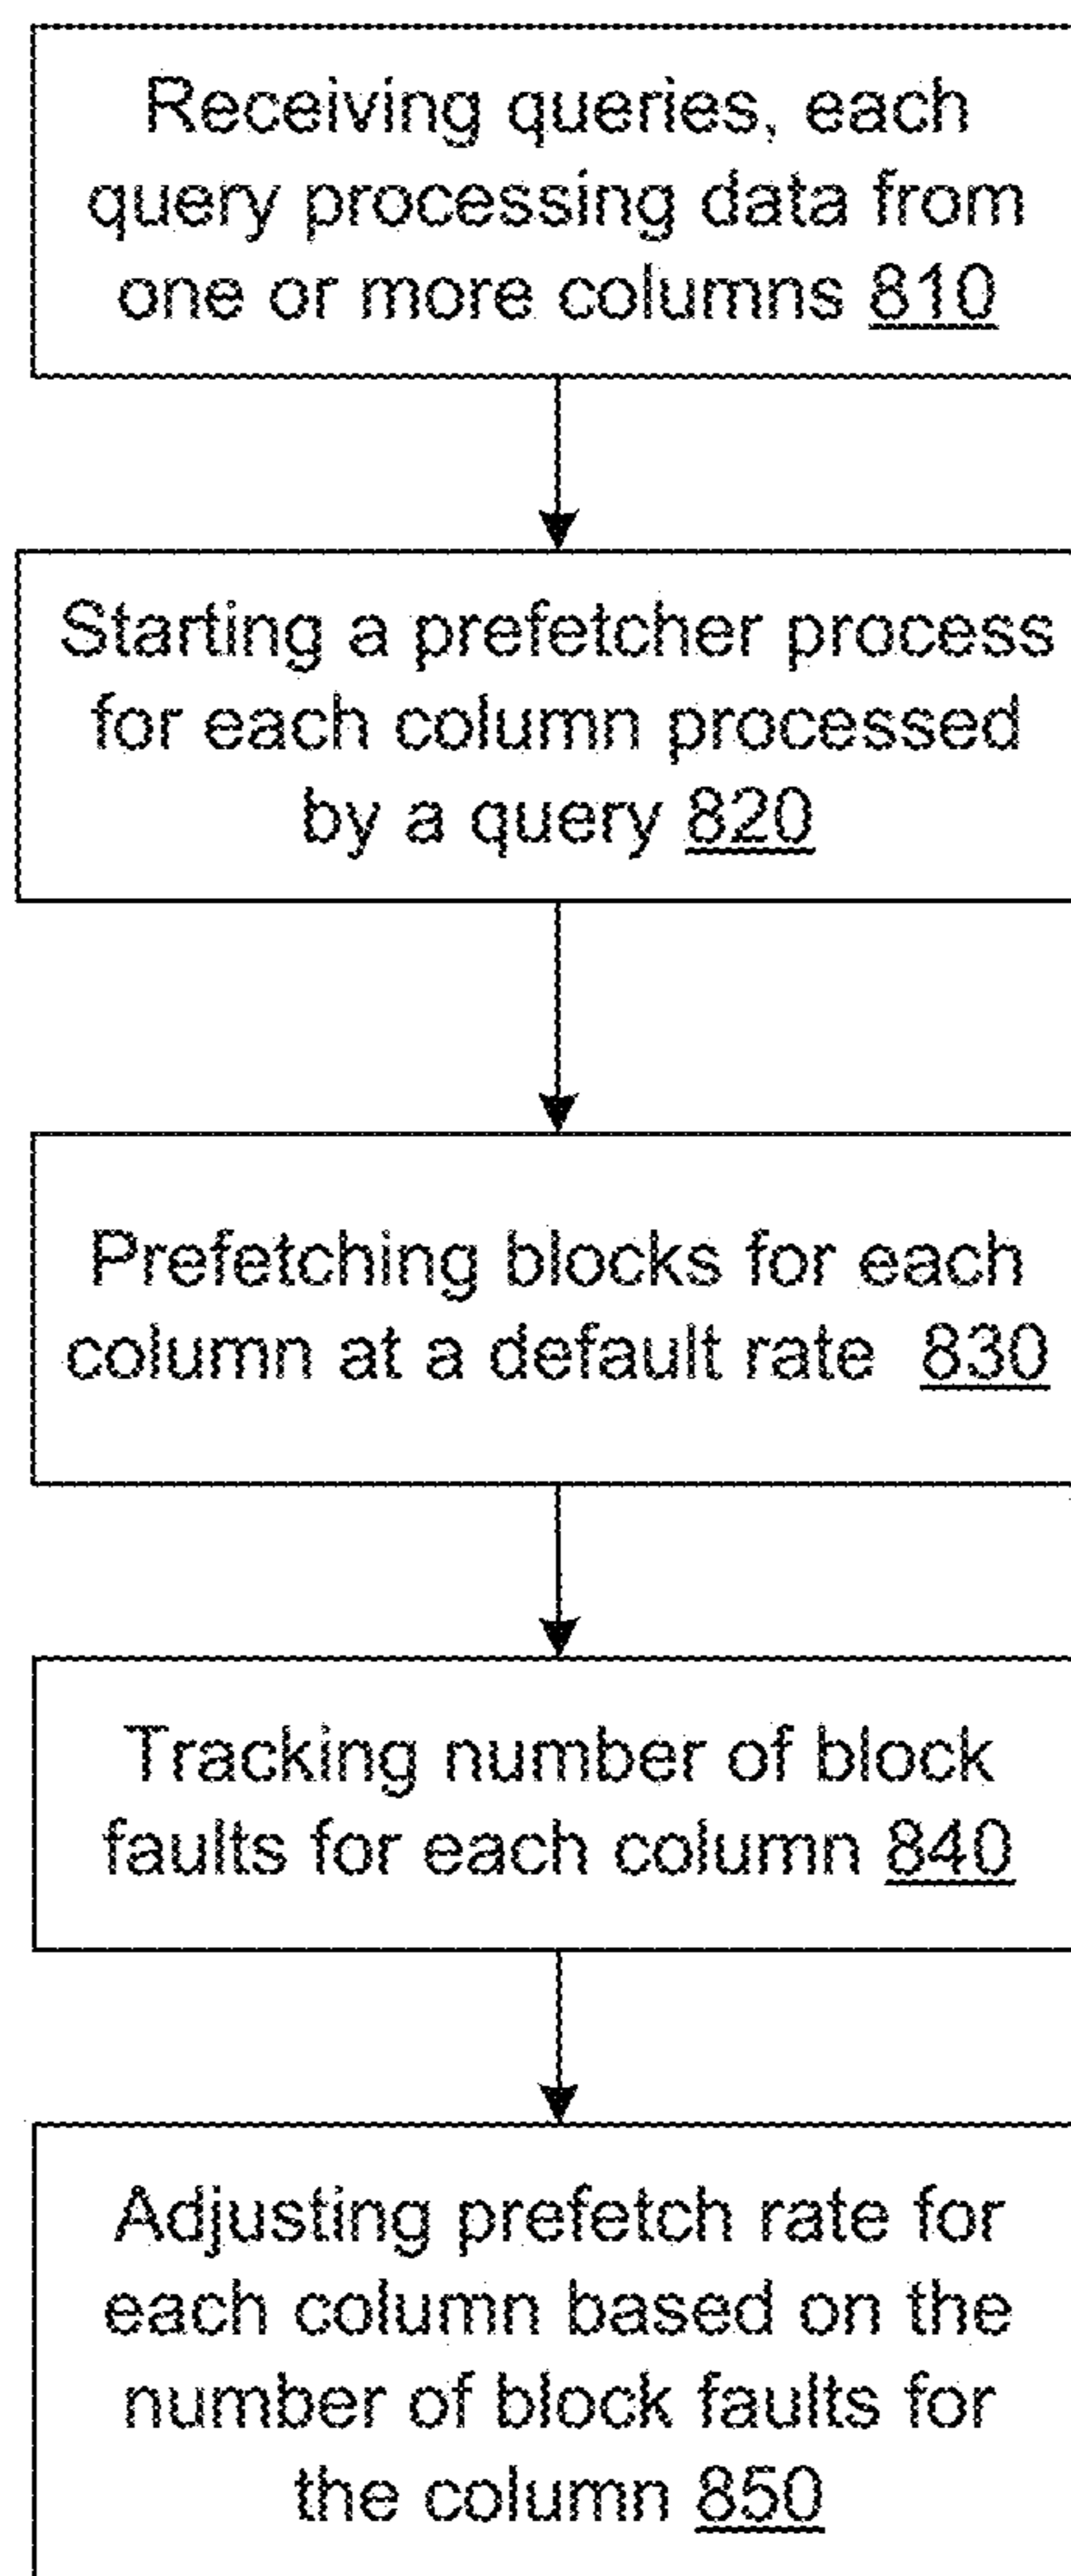 Receiving queries, each
query processing data from
one or more columns 810
Starting a prefetcher process
for each column processed
by a query 820
Prefetching blocks for each
column at a default rate 830
Tracking number of block
faults for each column 840
Adjusting prefetch rate for
each column based on the
number of block faults for
the column 850